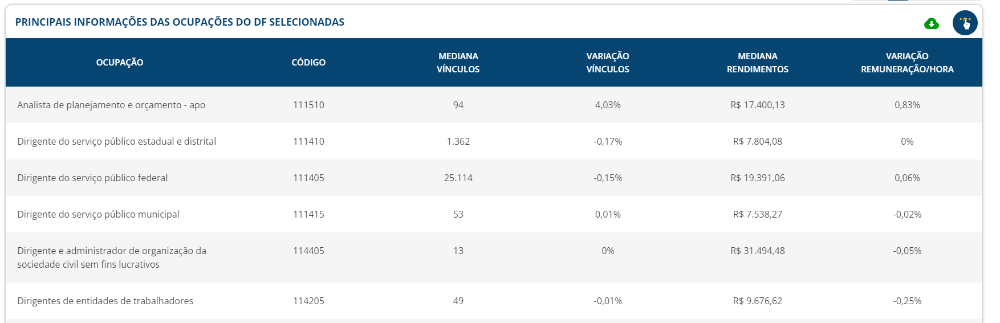 PRINCIPAIS INFORMAÇÕES DAS OCUPAÇÕES DO DF SELECIONADAS
OCUPAÇÃO CÓDIGO MEDIANA VÍNCULOS VARIAÇÃO VÍNCULOS MEDIANA RENDIMENTOS VARIAÇÃO REMUNERAÇÃO/HORA
Analista de planejamento e orçamento - apo 111510 94 4,03% R$ 17.400,13 0,83%
Dirigente do serviço público estadual e distrital 111410 1.362 -0,17% R$ 7.804,08 0%
Dirigente do serviço público federal 111405 25.114 -0,15% R$ 19.391,06 0,06%
Dirigente do serviço público municipal 111415 53 0,01% R$ 7.538,27 -0,02%
Dirigente e administrador de organização da 114405 13 0% R$ 31.494,48 -0,05%
sociedade civil sem fins lucrativos
Dirigentes de entidades de trabalhadores 114205 49 -0,01% R$ 9.676,62 -0,25%